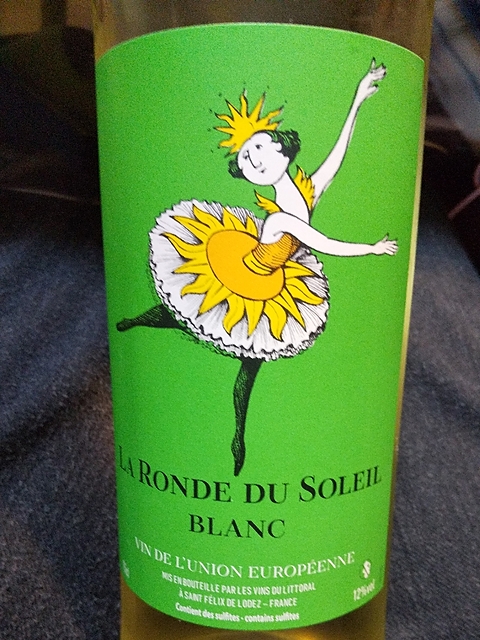 LA RONDE DU SOLEIL
BLANC
VIN DE L'UNION EUROPÉENNE
MIS EN BOUTEILLE PAR LES VINS DU LITTORAL
À SAINT FÉLIX DE LODEZ – FRANCE
Contient des sulfites - contains sulfites
12%vol